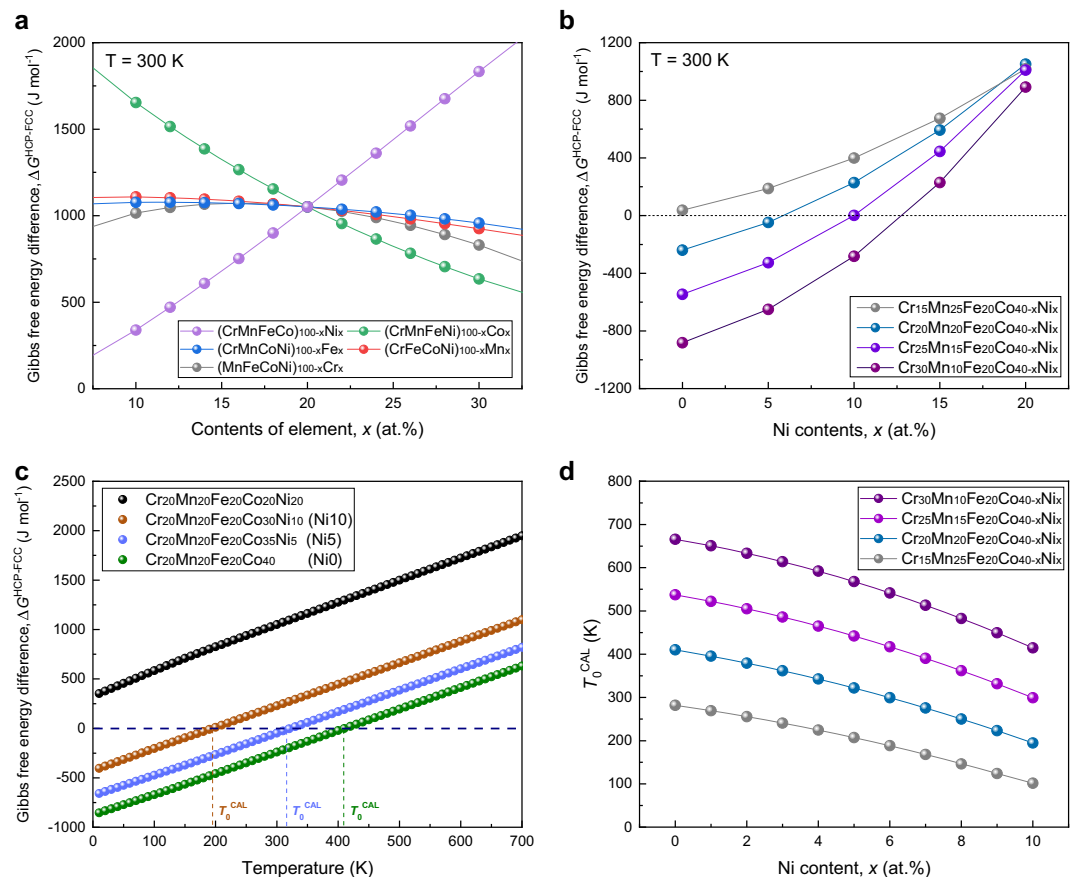 a
T = 300 K
2000
1500
1000
500
0
10 15 20 25 30
Gibbs free energy difference, ΔG^HCP-FCC (J mol⁻¹)
Contents of element, x (at.%)
(CrMnFeCo)₁₀₀₋ₓNiₓ (CrMnFeNi)₁₀₀₋ₓCoₓ
(CrMnCoNi)₁₀₀₋ₓFeₓ (CrFeCoNi)₁₀₀₋ₓMnₓ
(MnFeCoNi)₁₀₀₋ₓCrₓ
b
T = 300 K
1200
800
400
0
-400
-800
-1200
0 5 10 15 20
Gibbs free energy difference, ΔG^HCP-FCC (J mol⁻¹)
Ni contents, x (at.%)
Cr₁₅Mn₂₅Fe₂₀Co₄₀₋ₓNiₓ
Cr₂₀Mn₂₀Fe₂₀Co₄₀₋ₓNiₓ
Cr₂₅Mn₁₅Fe₂₀Co₄₀₋ₓNiₓ
Cr₃₀Mn₁₀Fe₂₀Co₄₀₋ₓNiₓ
c
2500
2000
1500
1000
500
0
-500
-1000
0 100 200 300 400 500 600 700
Gibbs free energy difference, ΔG^HCP-FCC (J mol⁻¹)
Temperature (K)
Cr₂₀Mn₂₀Fe₂₀Co₂₀Ni₂₀
Cr₂₀Mn₂₀Fe₂₀Co₃₀Ni₁₀ (Ni10)
Cr₂₀Mn₂₀Fe₂₀Co₃₅Ni₅ (Ni5)
Cr₂₀Mn₂₀Fe₂₀Co₄₀ (Ni0)
T₀^CAL T₀^CAL T₀^CAL
d
800
700
600
500
400
300
200
100
0
0 2 4 6 8 10
T₀^CAL (K)
Ni content, x (at.%)
Cr₃₀Mn₁₀Fe₂₀Co₄₀₋ₓNiₓ
Cr₂₅Mn₁₅Fe₂₀Co₄₀₋ₓNiₓ
Cr₂₀Mn₂₀Fe₂₀Co₄₀₋ₓNiₓ
Cr₁₅Mn₂₅Fe₂₀Co₄₀₋ₓNiₓ